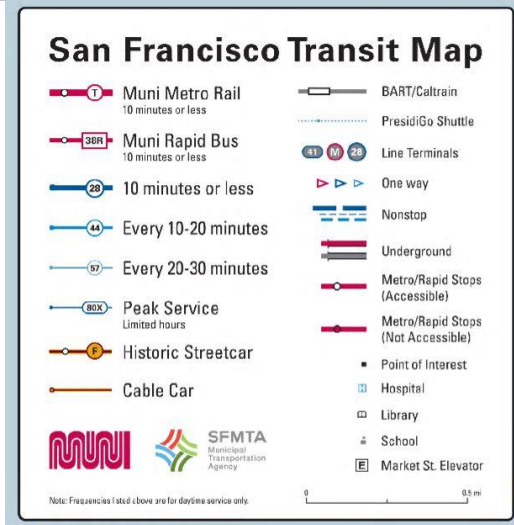 San Francisco Transit Map
T Muni Metro Rail
10 minutes or less
38R Muni Rapid Bus
10 minutes or less
28 10 minutes or less
44 Every 10-20 minutes
57 Every 20-30 minutes
80X Peak Service
Limited hours
F Historic Streetcar
Cable Car
MUNI
SFMTA
Municipal
Transportation
Agency
Note: Frequencies listed above are for daytime service only.
BART/Caltrain
PresidiGo Shuttle
41 M 28 Line Terminals
One way
Nonstop
Underground
Metro/Rapid Stops
(Accessible)
Metro/Rapid Stops
(Not Accessible)
Point of Interest
H Hospital
Library
School
E Market St. Elevator
0 0.5 mi